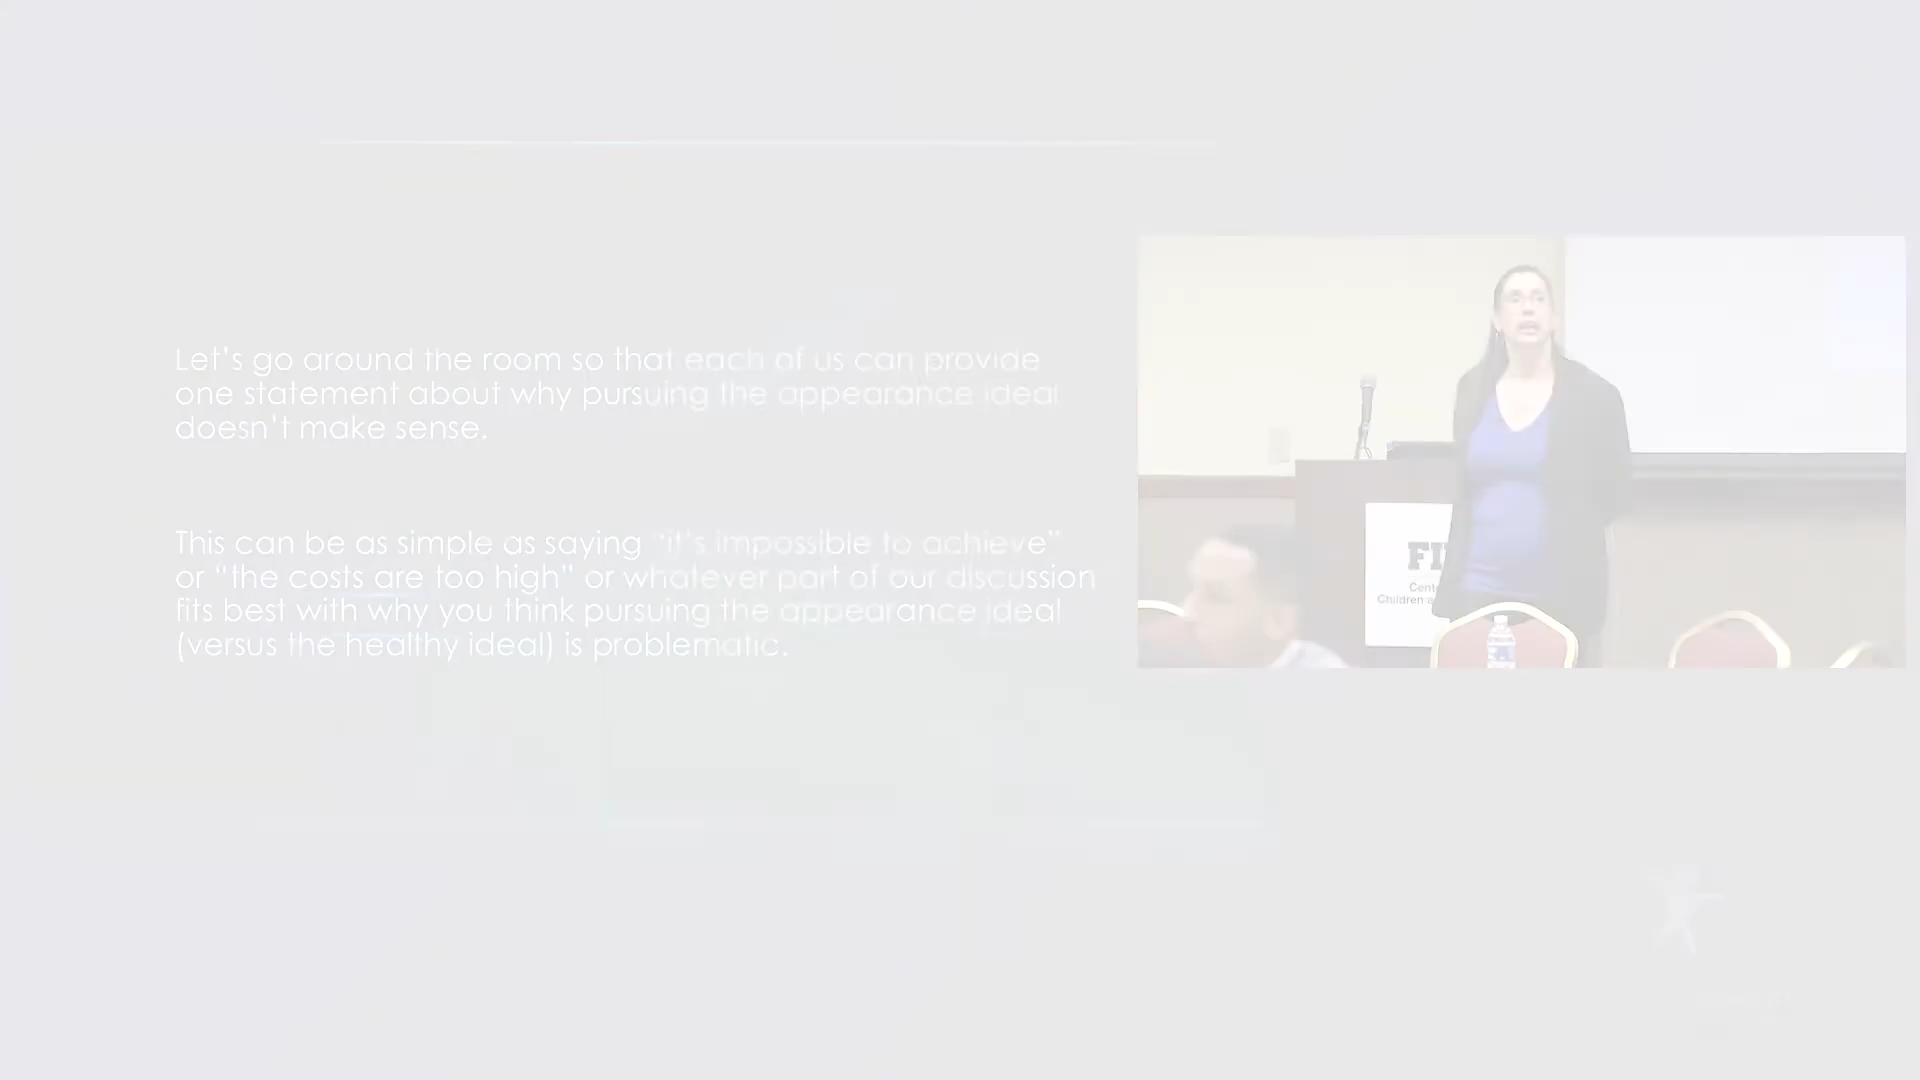 Let’s go around the room so that each of us can provide
one statement about why pursuing the appearance ideal
doesn’t make sense.
This can be as simple as saying “it’s impossible to achieve”
or “the costs are too high” or whatever part of our discussion
fits best with why you think pursuing the appearance ideal
(versus the healthy ideal) is problematic.
FI
Cent
Children a